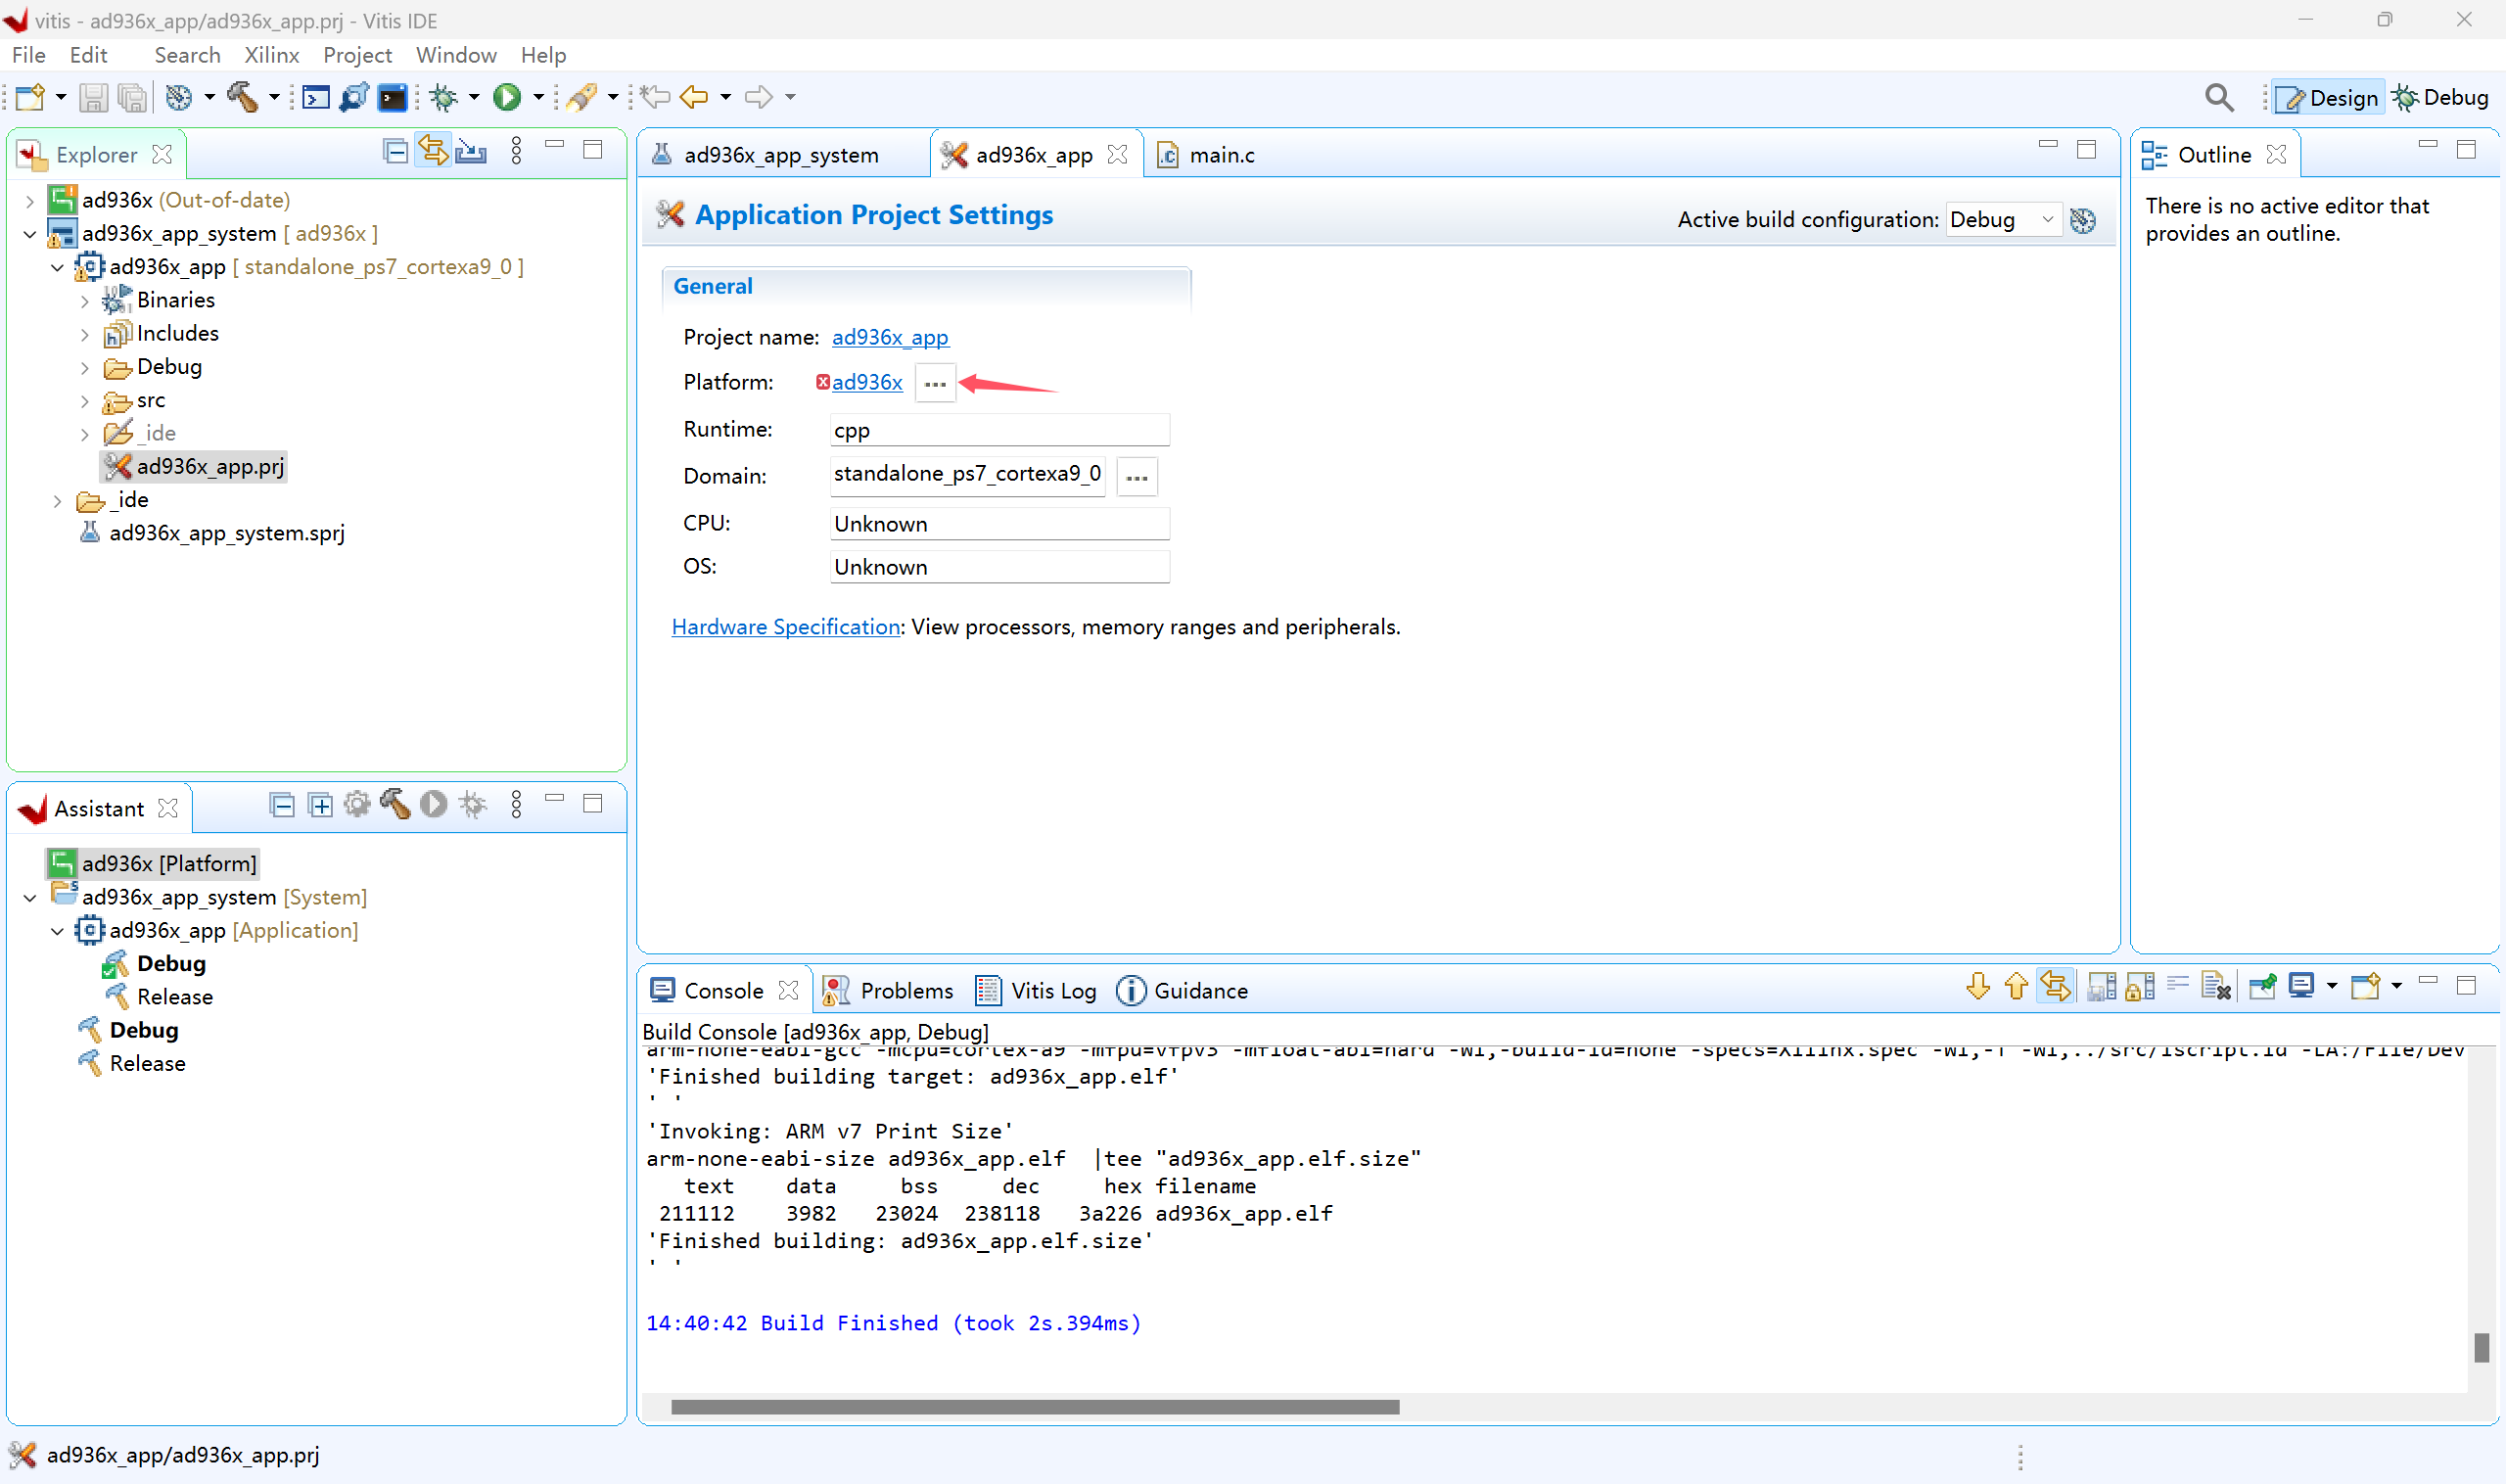 vitis - ad936x_app/ad936x_app.prj - Vitis IDE
File Edit Search Xilinx Project Window Help
Design Debug
Explorer
ad936x (Out-of-date)
ad936x_app_system [ ad936x ]
ad936x_app [ standalone_ps7_cortexa9_0 ]
Binaries
Includes
Debug
src
_ide
ad936x_app.prj
_ide
ad936x_app_system.sprj
Assistant
ad936x [Platform]
ad936x_app_system [System]
ad936x_app [Application]
Debug
Release
Debug
Release
ad936x_app_system ad936x_app main.c
Application Project Settings
Active build configuration: Debug
General
Project name: ad936x_app
Platform: ad936x ...
Runtime: cpp
Domain: standalone_ps7_cortexa9_0 ...
CPU: Unknown
OS: Unknown
Hardware Specification: View processors, memory ranges and peripherals.
Outline
There is no active editor that
provides an outline.
Console Problems Vitis Log Guidance
Build Console [ad936x_app, Debug]
arm-none-eabi-gcc -mcpu=cortex-a9 -mfpu=vfpv3 -mfloat-abi=hard -Wl,-build-id=none -specs=Xilinx.spec -Wl,-T -Wl,../src/lscript.ld -LA:/File/Dev
'Finished building target: ad936x_app.elf'
' '
'Invoking: ARM v7 Print Size'
arm-none-eabi-size ad936x_app.elf |tee "ad936x_app.elf.size"
text data bss dec hex filename
211112 3982 23024 238118 3a226 ad936x_app.elf
'Finished building: ad936x_app.elf.size'
' '
14:40:42 Build Finished (took 2s.394ms)
ad936x_app/ad936x_app.prj